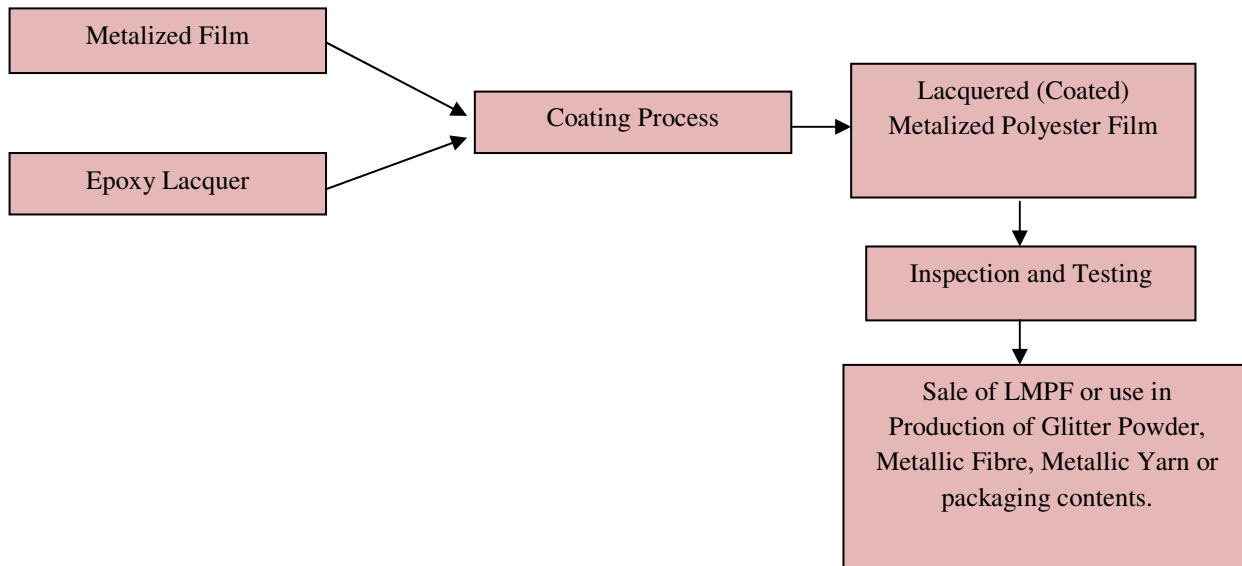 Metalized Film
Epoxy Lacquer
Coating Process
Lacquered (Coated)
Metalized Polyester Film
Inspection and Testing
Sale of LMPF or use in
Production of Glitter Powder,
Metallic Fibre, Metallic Yarn or
packaging contents.